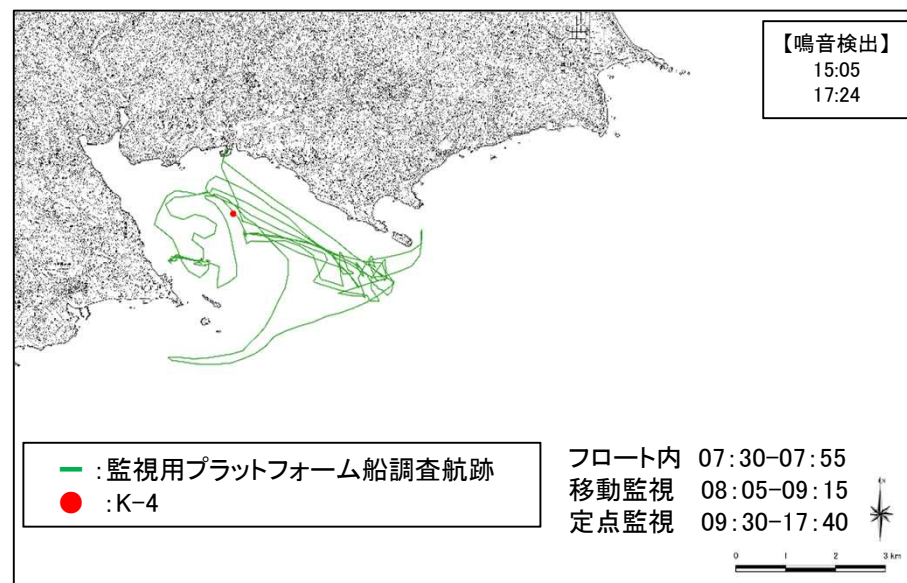 【鳴音検出】
15:05
17:24
:監視用プラットフォーム船調査航跡
:K-4
フロート内 07:30-07:55
移動監視 08:05-09:15
定点監視 09:30-17:40
0 1 2 3 km